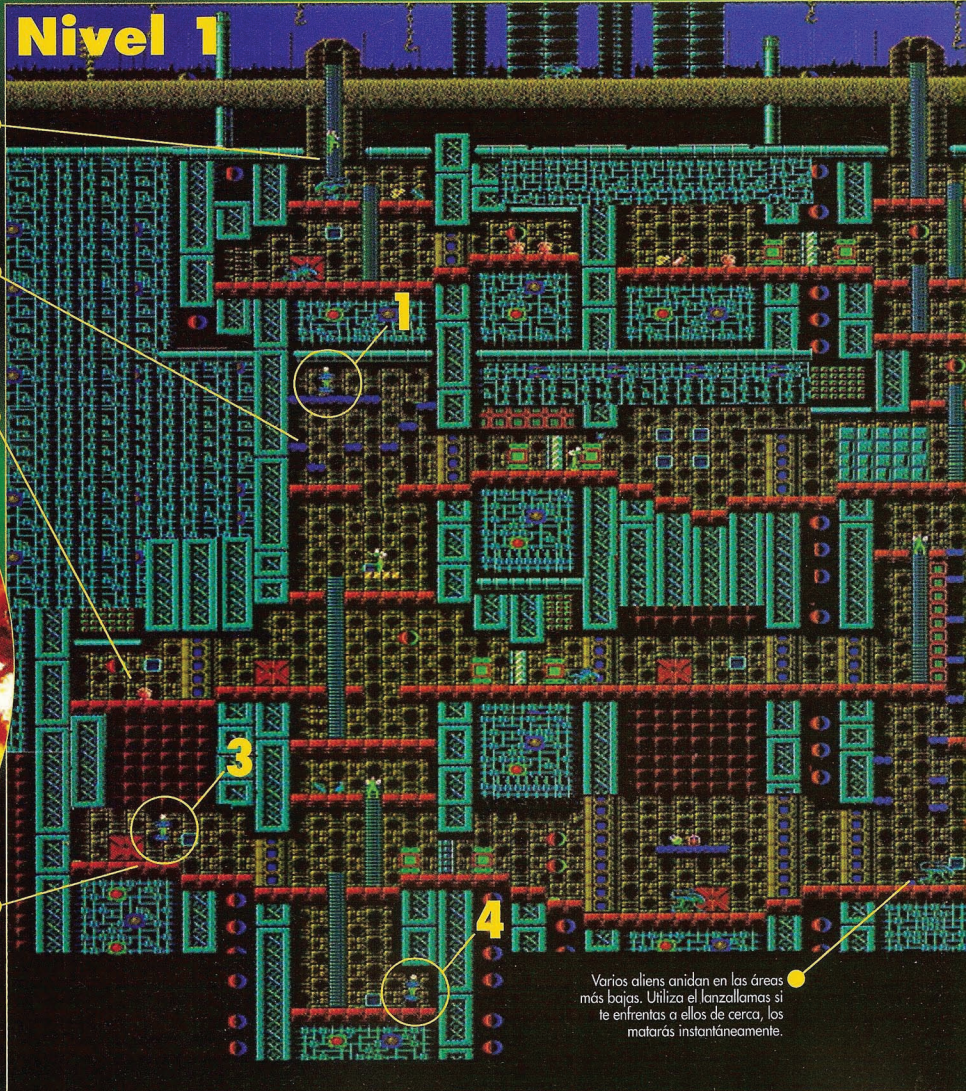 Nivel 1
1
3
4
Varios aliens anidan en las áreas
más bajas. Utiliza el lanzallamas si
te enfrentas a ellos de cerca, los
matarás instantáneamente.